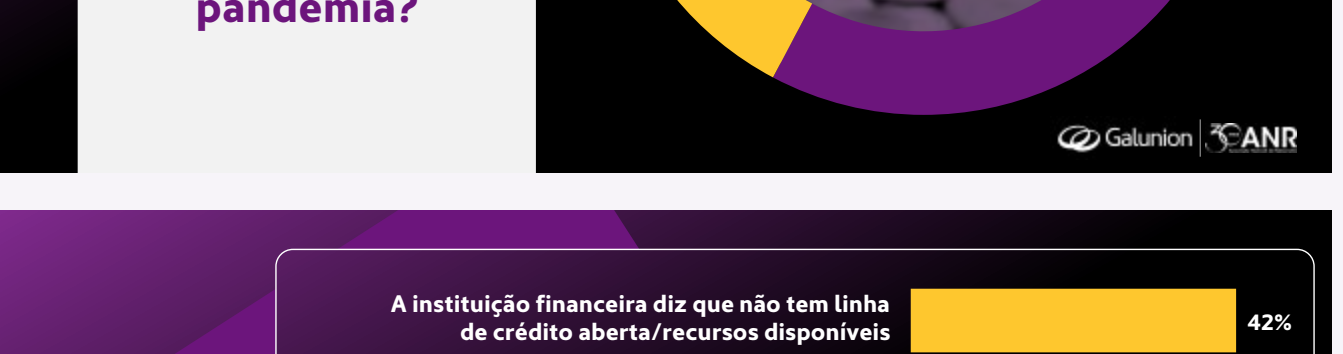 pandemia?
Galunion
ANR
A instituição financeira diz que não tem linha
de crédito aberta/recursos disponíveis
42%